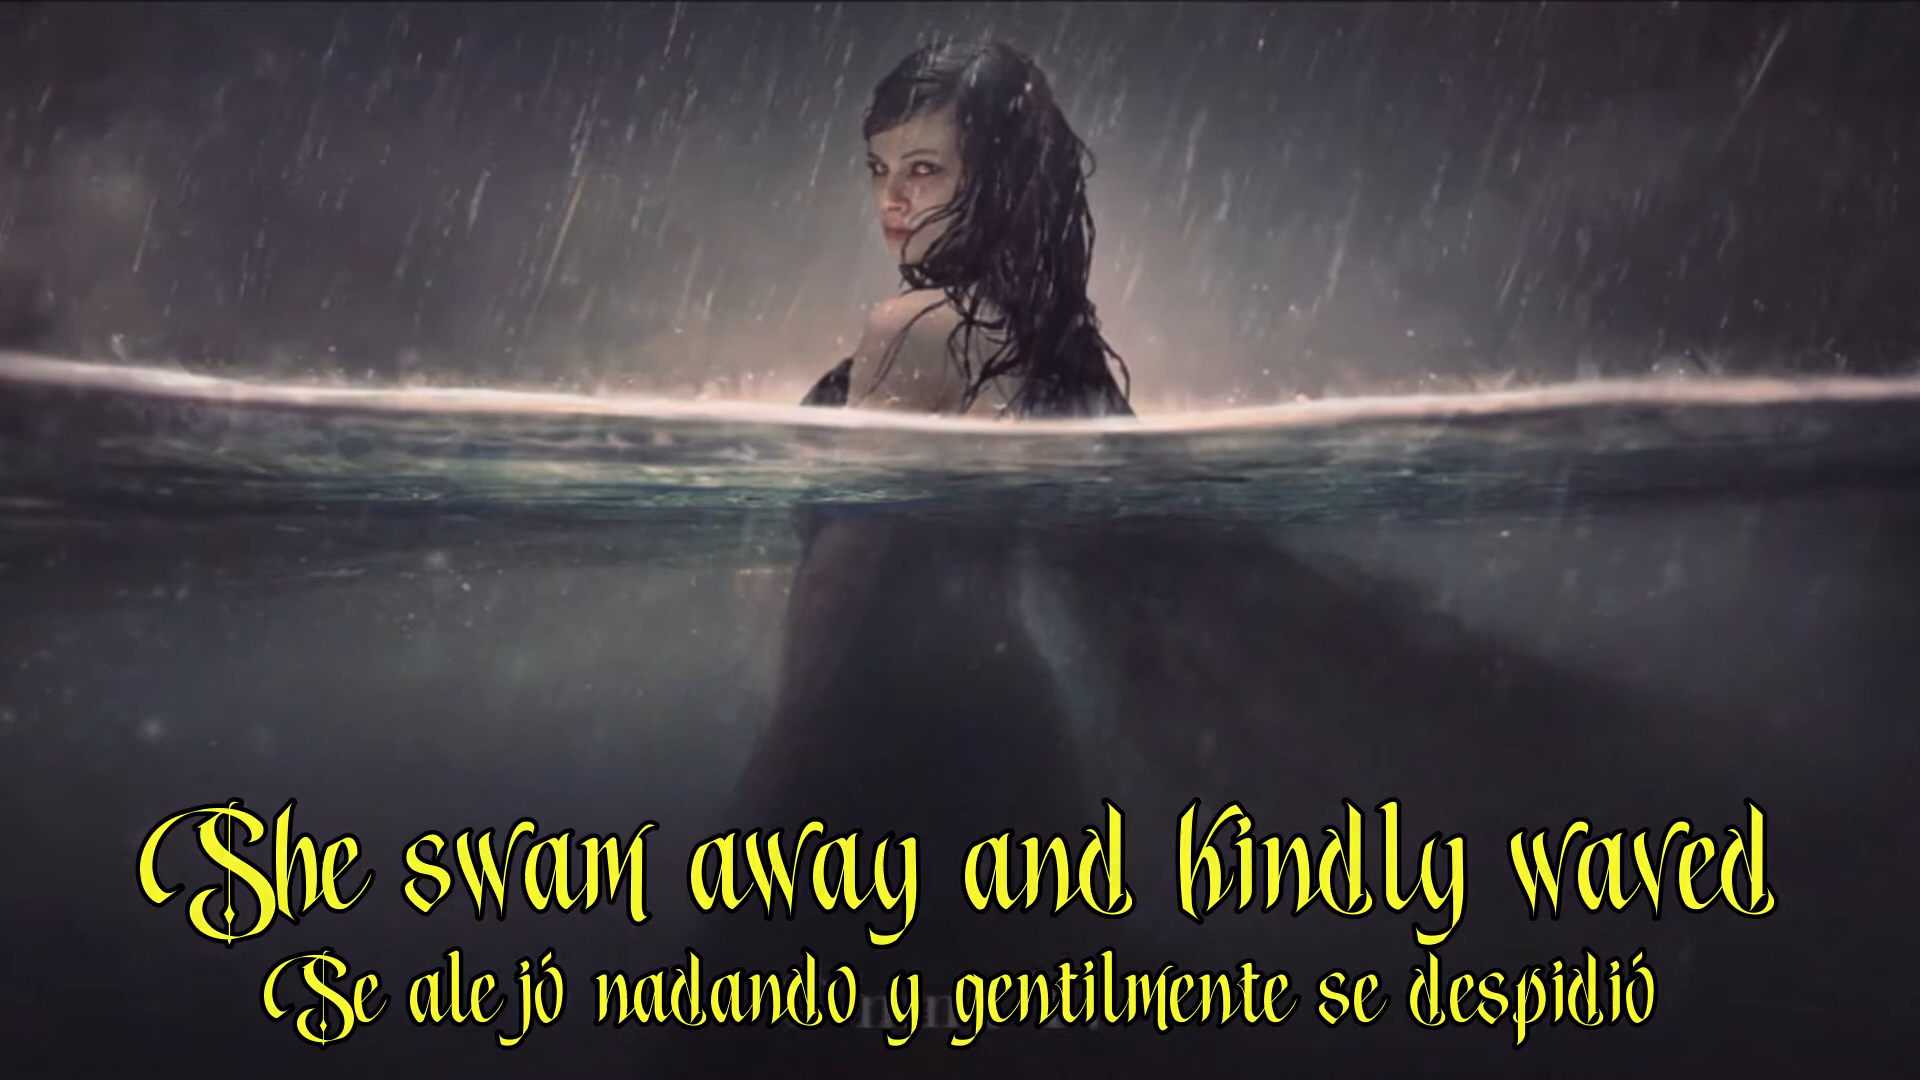 She swam away and kindly waved
Se alejó nadando y gentilmente se despidió